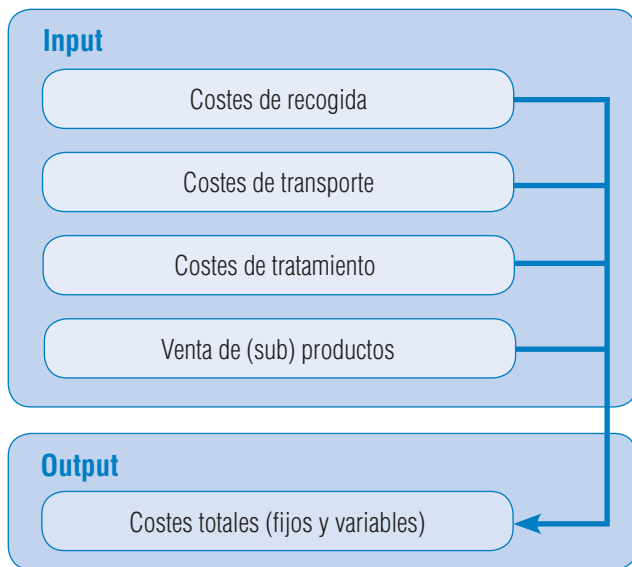 Input
Costes de recogida
Costes de transporte
Costes de tratamiento
Venta de (sub) productos
Output
Costes totales (fijos y variables)